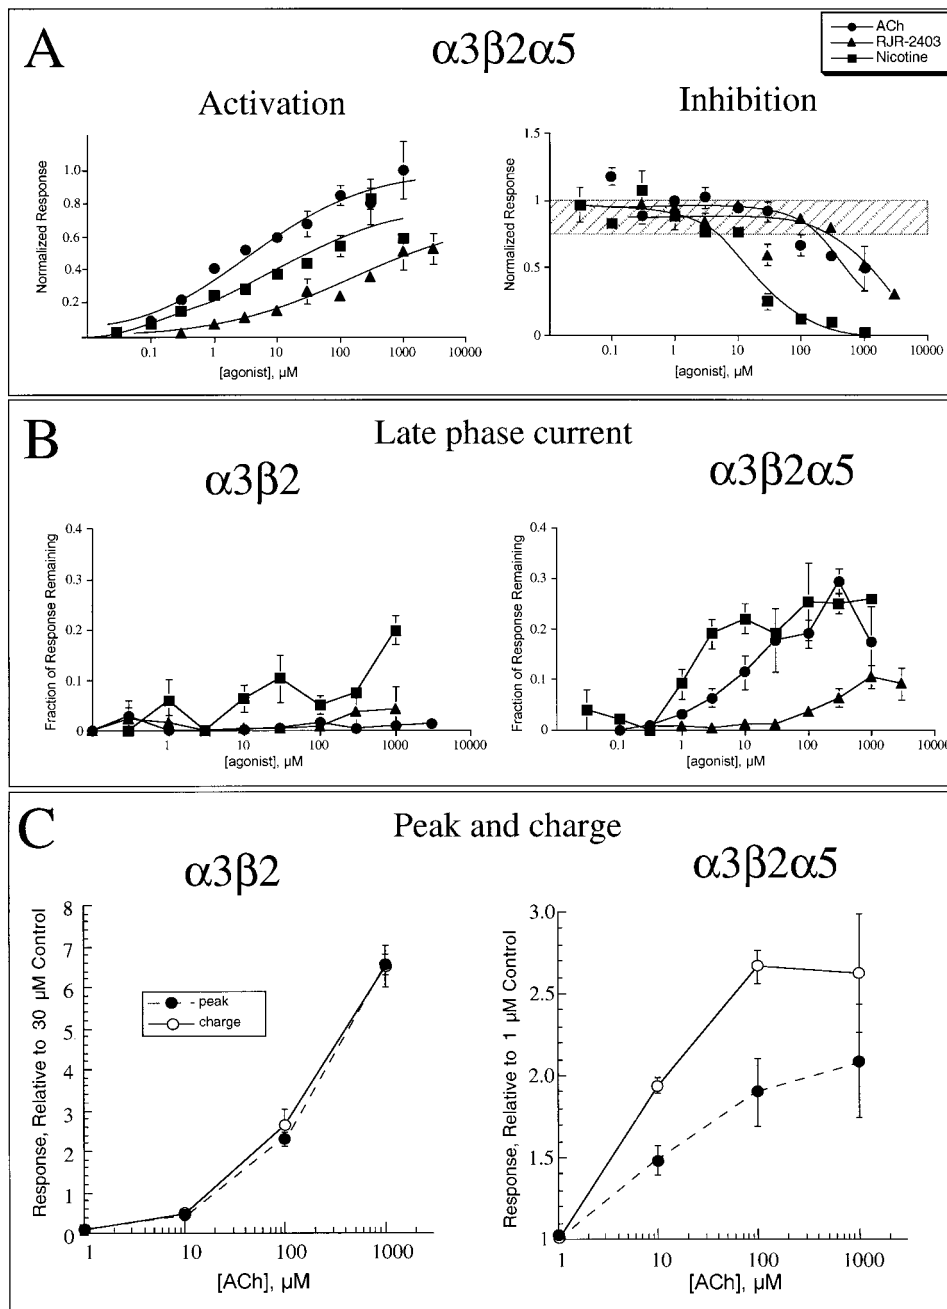 A
α3β2α5
ACh
RJR-2403
Nicotine
Activation
Inhibition
Normalized Response
1.0
0.8
0.6
0.4
0.2
0.1
1
10
100
1000
10000
[agonist], µM
Normalized Response
1.5
1
0.5
0
0.1
1
10
100
1000
10000
[agonist], µM
B
Late phase current
α3β2
α3β2α5
Fraction of Response Remaining
0.4
0.3
0.2
0.1
0
1
10
100
1000
10000
[agonist], µM
Fraction of Response Remaining
0.4
0.3
0.2
0.1
0
0.1
1
10
100
1000
10000
[agonist], µM
C
Peak and charge
α3β2
α3β2α5
Response, Relative to 30 µM Control
8
7
6
5
4
3
2
1
0
peak
charge
1
10
100
1000
[ACh], µM
Response, Relative to 1 µM Control
3.0
2.5
2.0
1.5
1
1
10
100
1000
[ACh], µM